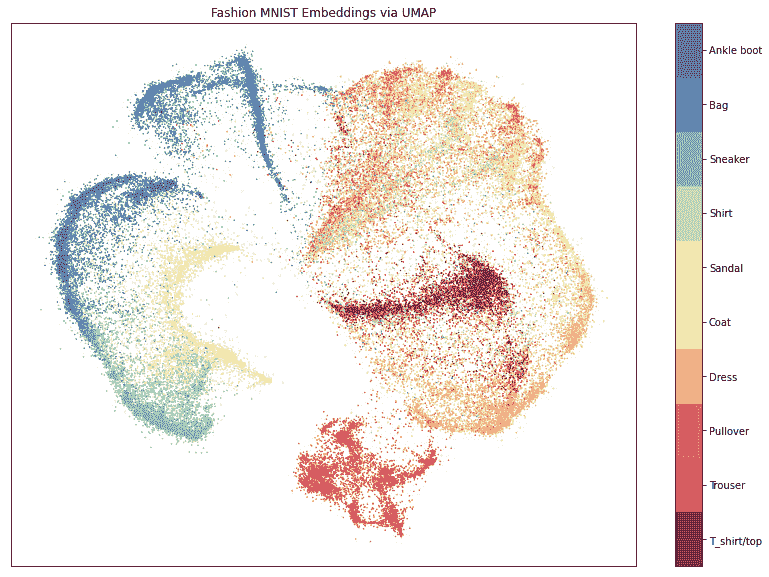 Fashion MNIST Embeddings via UMAP
Ankle boot
Bag
Sneaker
Shirt
Sandal
Coat
Dress
Pullover
Trouser
T_shirt/top